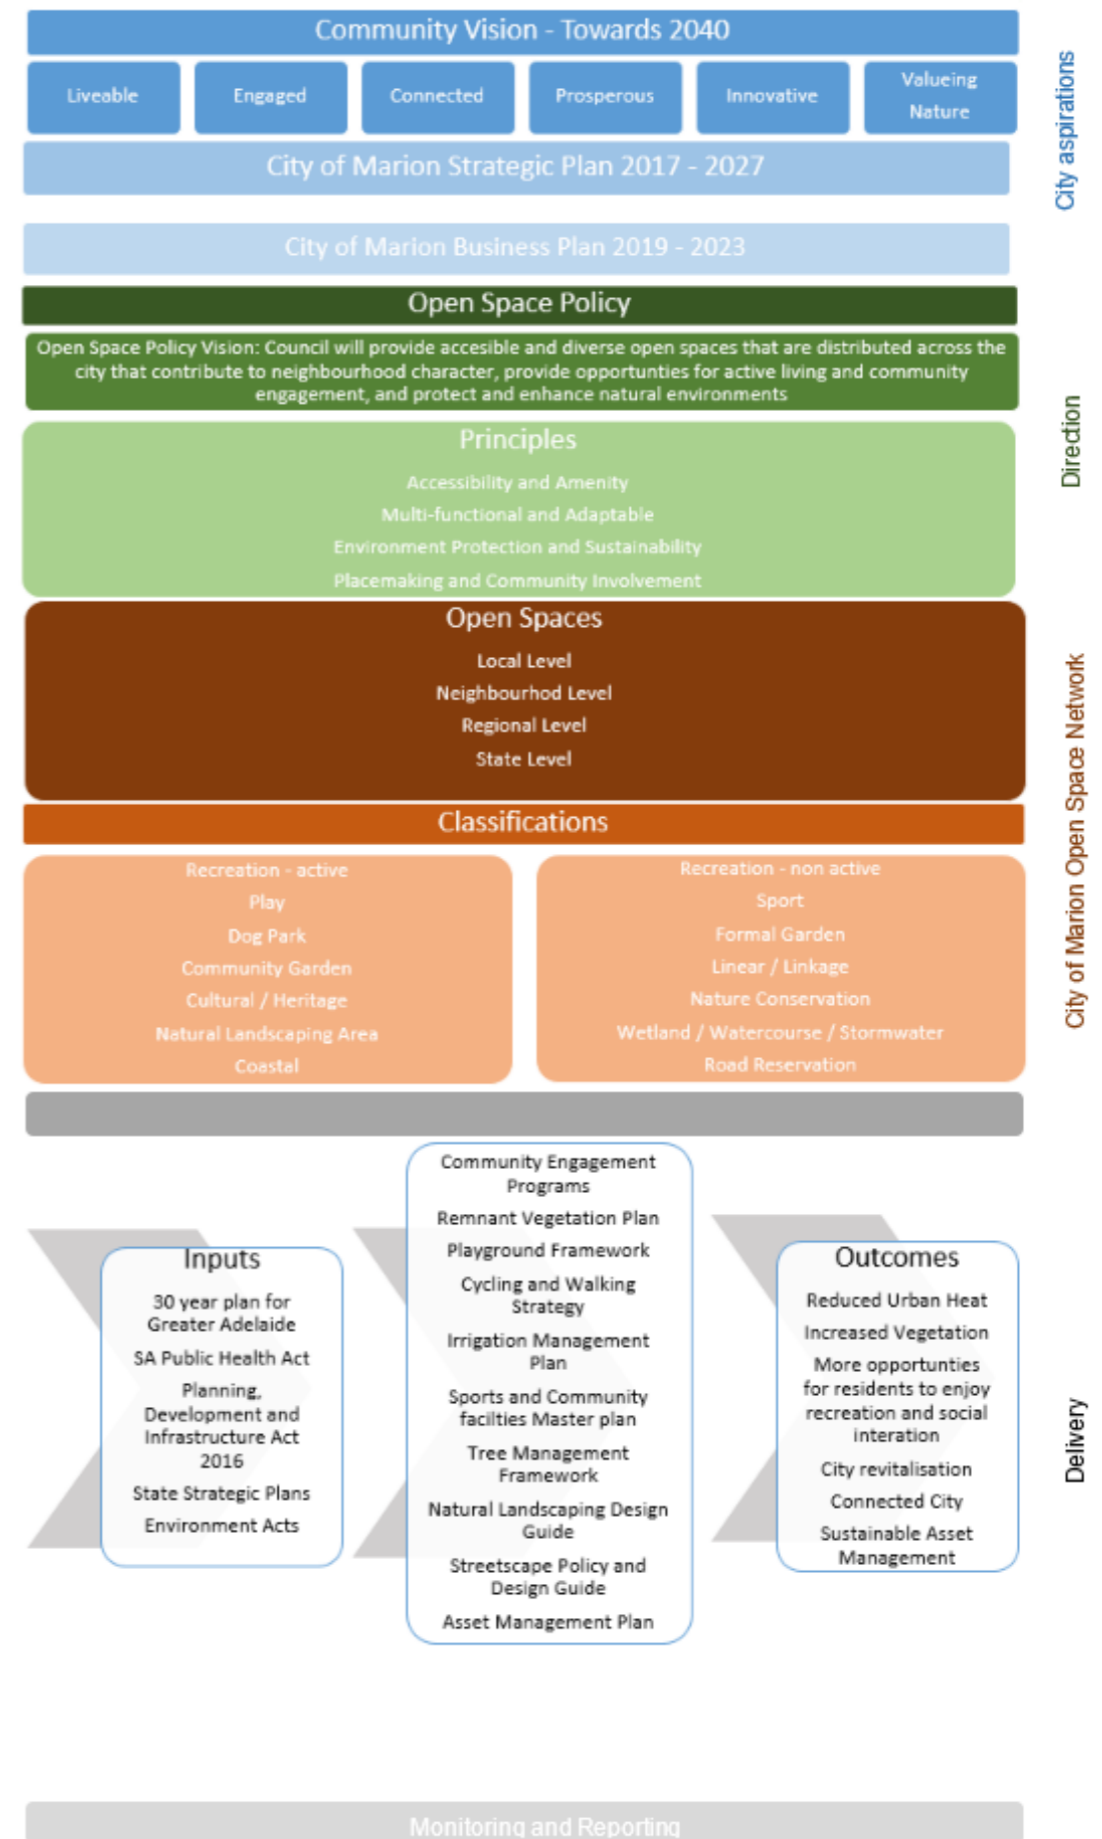 Community Vision - Towards 2040
Liveable
Engaged
Connected
Prosperous
Innovative
Valueing
Nature
City of Marion Strategic Plan 2017 - 2027
City of Marion Business Plan 2019 - 2023
City aspirations
Open Space Policy
Open Space Policy Vision: Council will provide accesible and diverse open spaces that are distributed across the
city that contribute to neighbourhood character, provide opportunties for active living and community
engagement, and protect and enhance natural environments
Principles
Accessibility and Amenity
Multi-functional and Adaptable
Environment Protection and Sustainability
Placemaking and Community Involvement
Direction
Open Spaces
Local Level
Neighbourhod Level
Regional Level
State Level
Classifications
Recreation - active
Play
Dog Park
Community Garden
Cultural / Heritage
Natural Landscaping Area
Coastal
Recreation - non active
Sport
Formal Garden
Linear / Linkage
Nature Conservation
Wetland / Watercourse / Stormwater
Road Reservation
City of Marion Open Space Network
Inputs
30 year plan for
Greater Adelaide
SA Public Health Act
Planning,
Development and
Infrastructure Act
2016
State Strategic Plans
Environment Acts
Community Engagement
Programs
Remnant Vegetation Plan
Playground Framework
Cycling and Walking
Strategy
Irrigation Management
Plan
Sports and Community
facilties Master plan
Tree Management
Framework
Natural Landscaping Design
Guide
Streetscape Policy and
Design Guide
Asset Management Plan
Outcomes
Reduced Urban Heat
Increased Vegetation
More opportunties
for residents to enjoy
recreation and social
interation
City revitalisation
Connected City
Sustainable Asset
Management
Delivery
Monitoring and Reporting